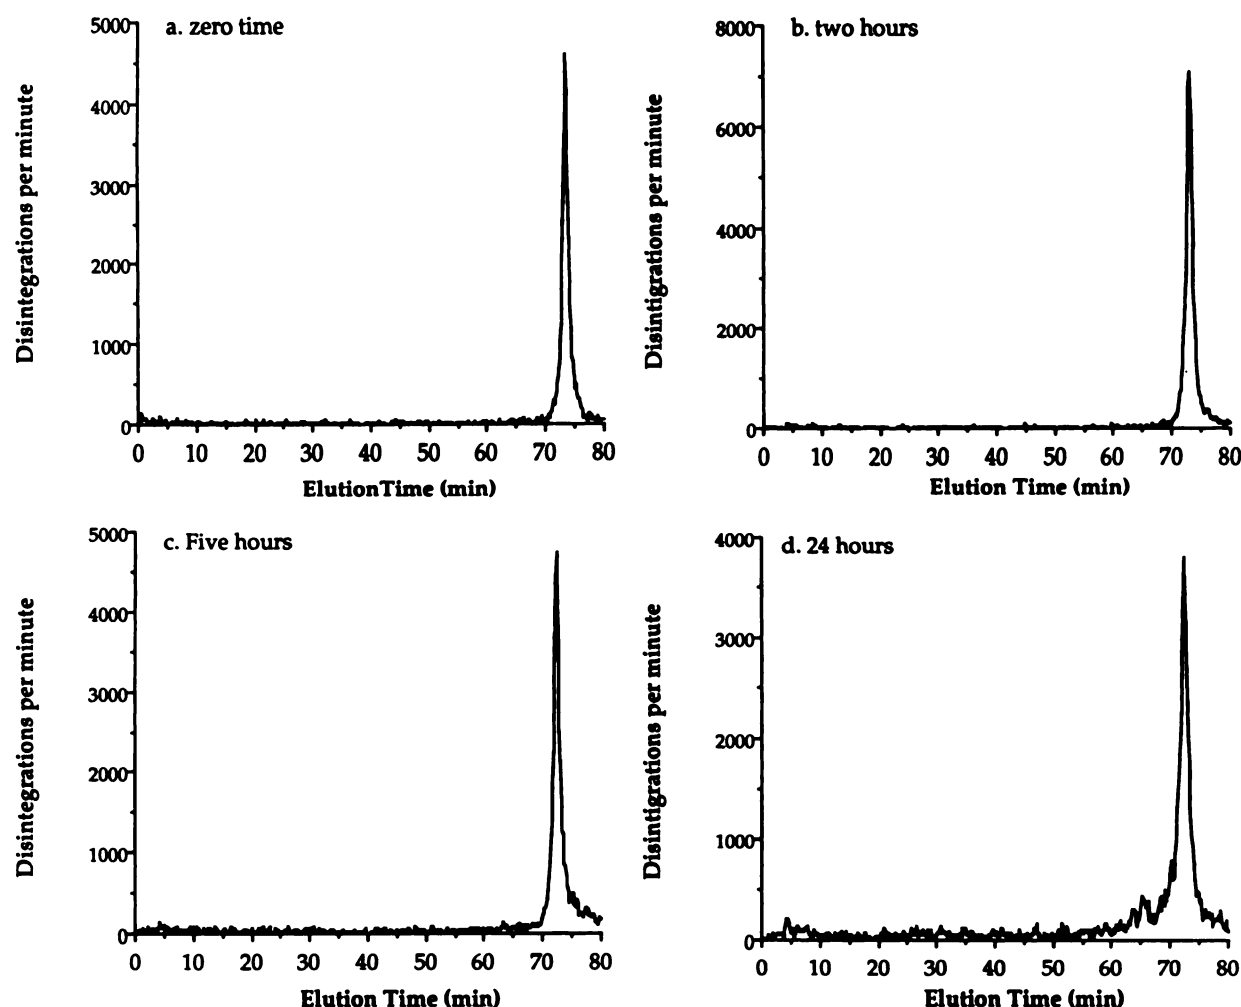 a. zero time
5000
4000
3000
2000
1000
0
0 10 20 30 40 50 60 70 80
Disintegrations per minute
ElutionTime (min)
b. two hours
8000
6000
4000
2000
0
0 10 20 30 40 50 60 70 80
Disintigrations per minute
Elution Time (min)
c. Five hours
5000
4000
3000
2000
1000
0
0 10 20 30 40 50 60 70 80
Disintegrations per minute
Elution Time (min)
d. 24 hours
4000
3000
2000
1000
0
0 10 20 30 40 50 60 70 80
Disintigrations per minute
Elution Time (min)